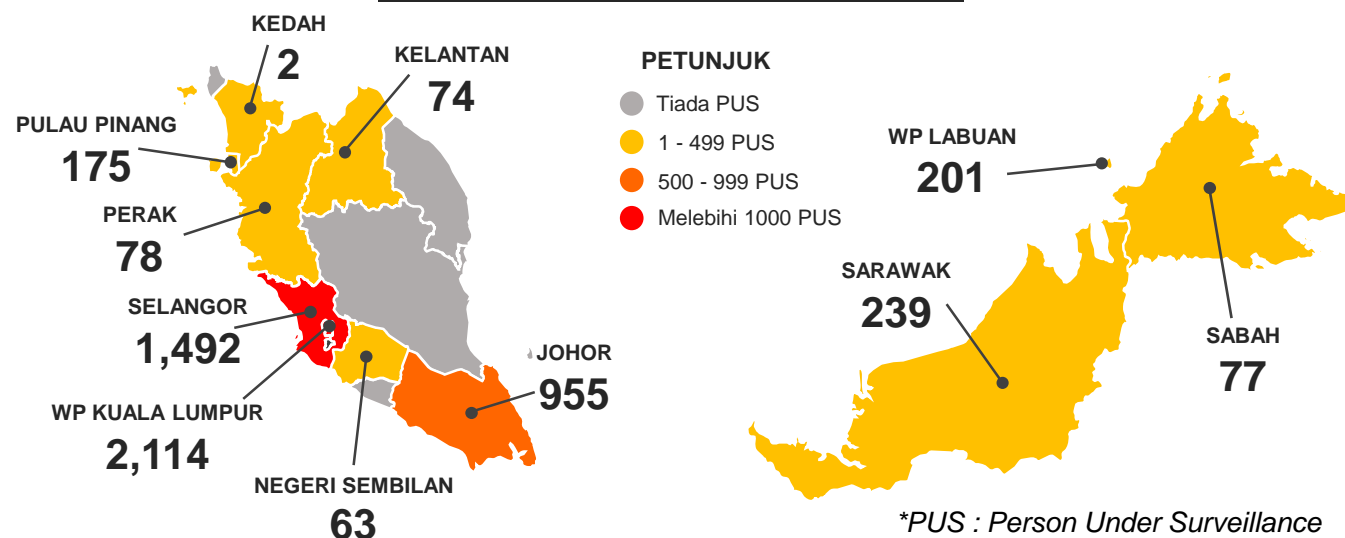 KEDAH
2
KELANTAN
74
PULAU PINANG
175
PERAK
78
SELANGOR
1,492
WP KUALA LUMPUR
2,114
NEGERI SEMBILAN
63
JOHOR
955
PETUNJUK
Tiada PUS
1 - 499 PUS
500 - 999 PUS
Melebihi 1000 PUS
WP LABUAN
201
SARAWAK
239
SABAH
77
*PUS : Person Under Surveillance